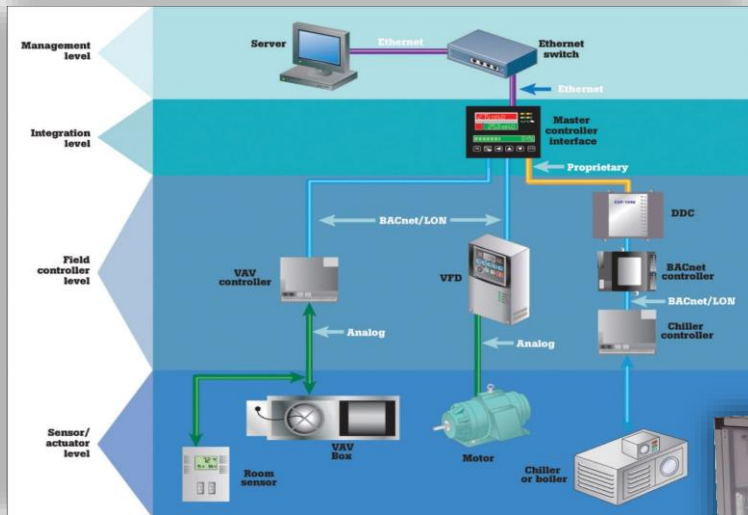 Management
level
Server
Ethernet
Ethernet
switch
Ethernet
Integration
level
Master
controller
interface
Proprietary
BACnet/LON
DDC
Field
controller
level
VAV
controller
VFD
BACnet
controller
BACnet/LON
Analog
Analog
Chiller
controller
Sensor/
actuator
level
VAV
Box
Room
sensor
Motor
Chiller
or boiler